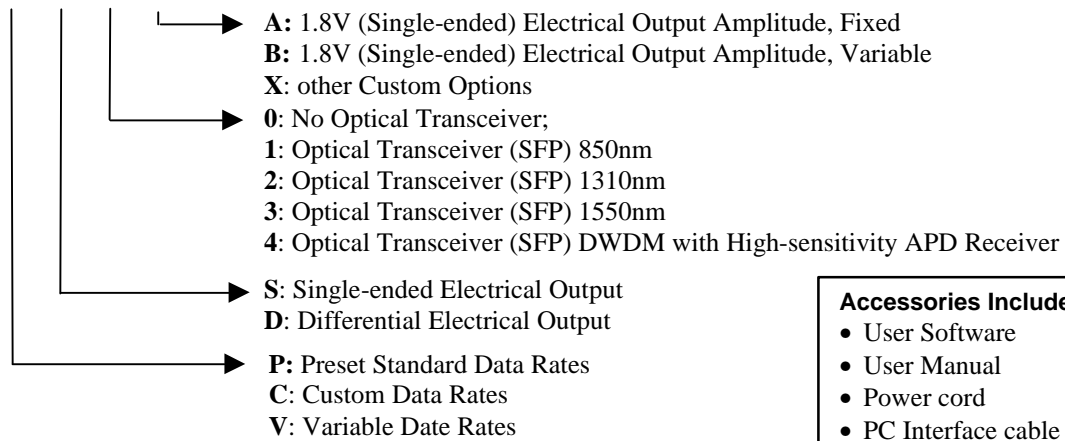 A: 1.8V (Single-ended) Electrical Output Amplitude, Fixed
B: 1.8V (Single-ended) Electrical Output Amplitude, Variable
X: other Custom Options
0: No Optical Transceiver;
1: Optical Transceiver (SFP) 850nm
2: Optical Transceiver (SFP) 1310nm
3: Optical Transceiver (SFP) 1550nm
4: Optical Transceiver (SFP) DWDM with High-sensitivity APD Receiver
S: Single-ended Electrical Output
D: Differential Electrical Output
P: Preset Standard Data Rates
C: Custom Data Rates
V: Variable Date Rates
Accessories Include
• User Software
• User Manual
• Power cord
• PC Interface cable